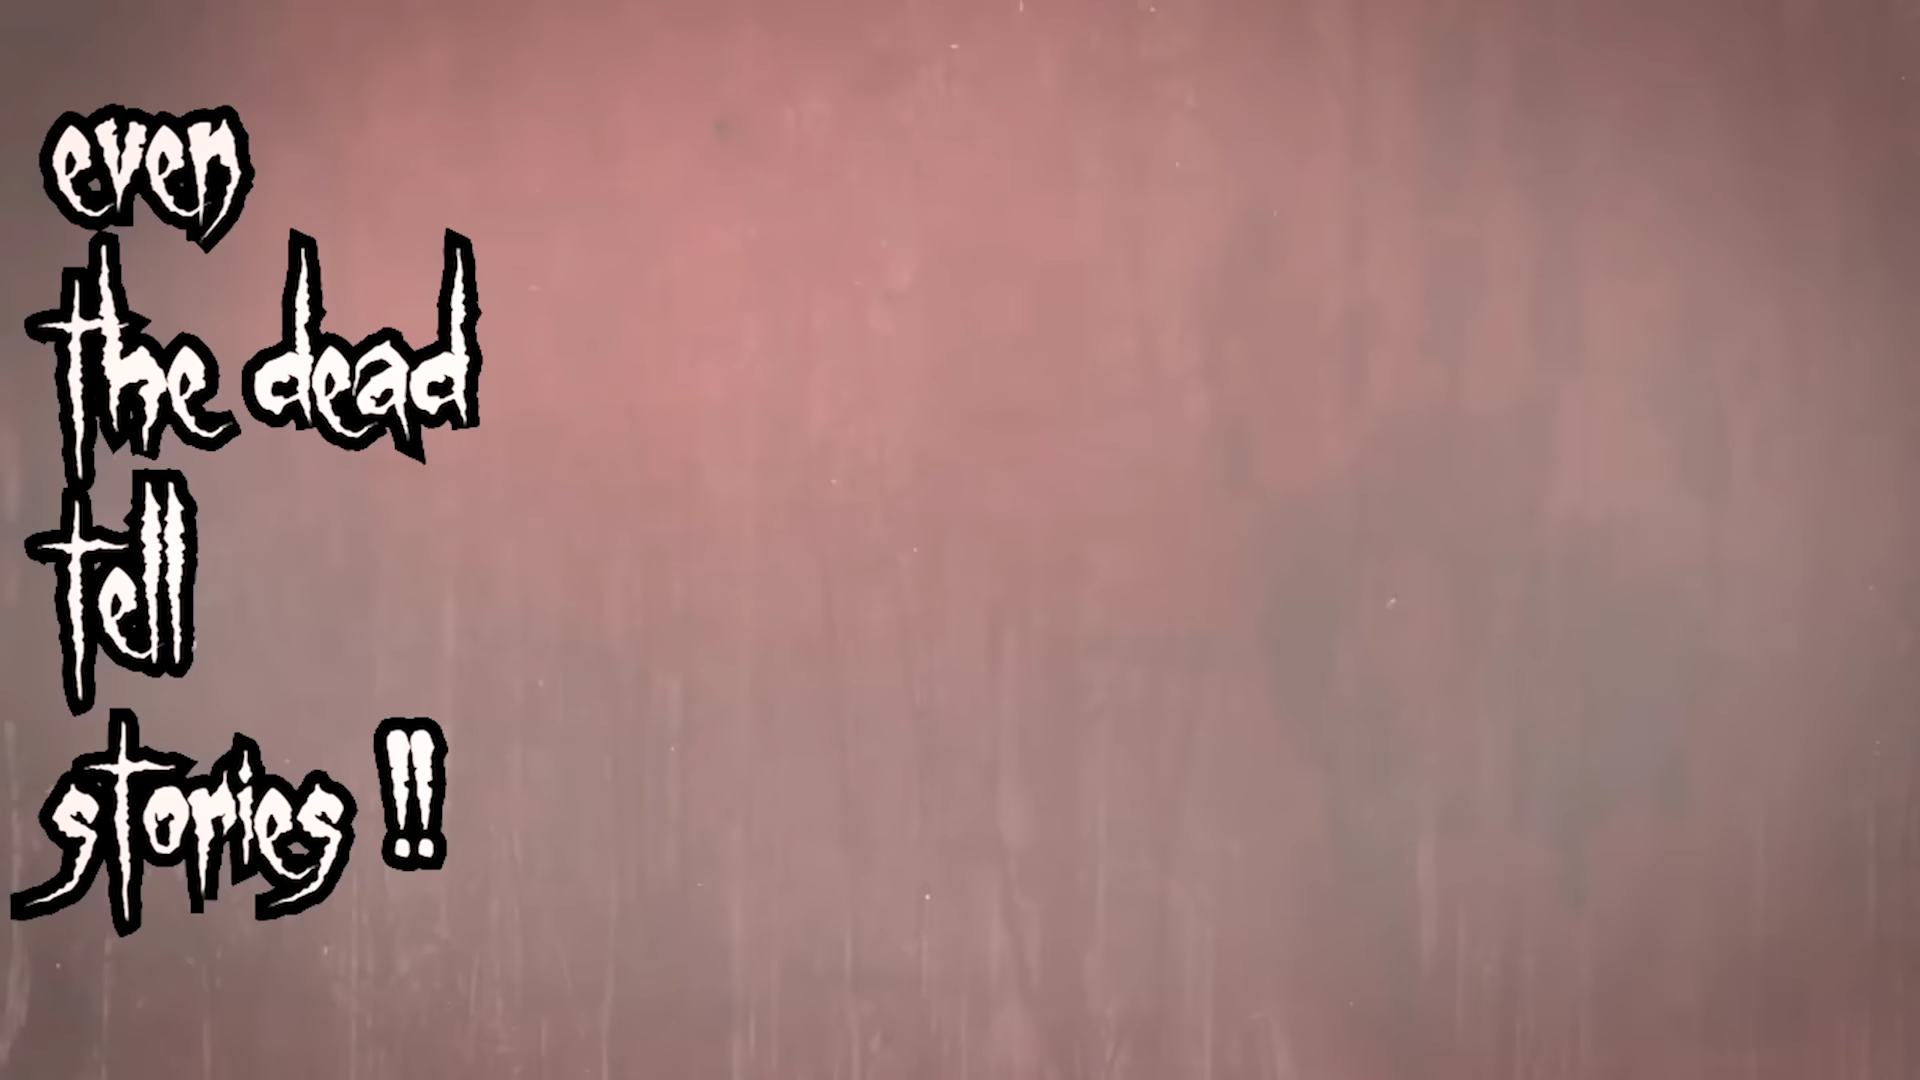 even
the dead
tell
stories !!